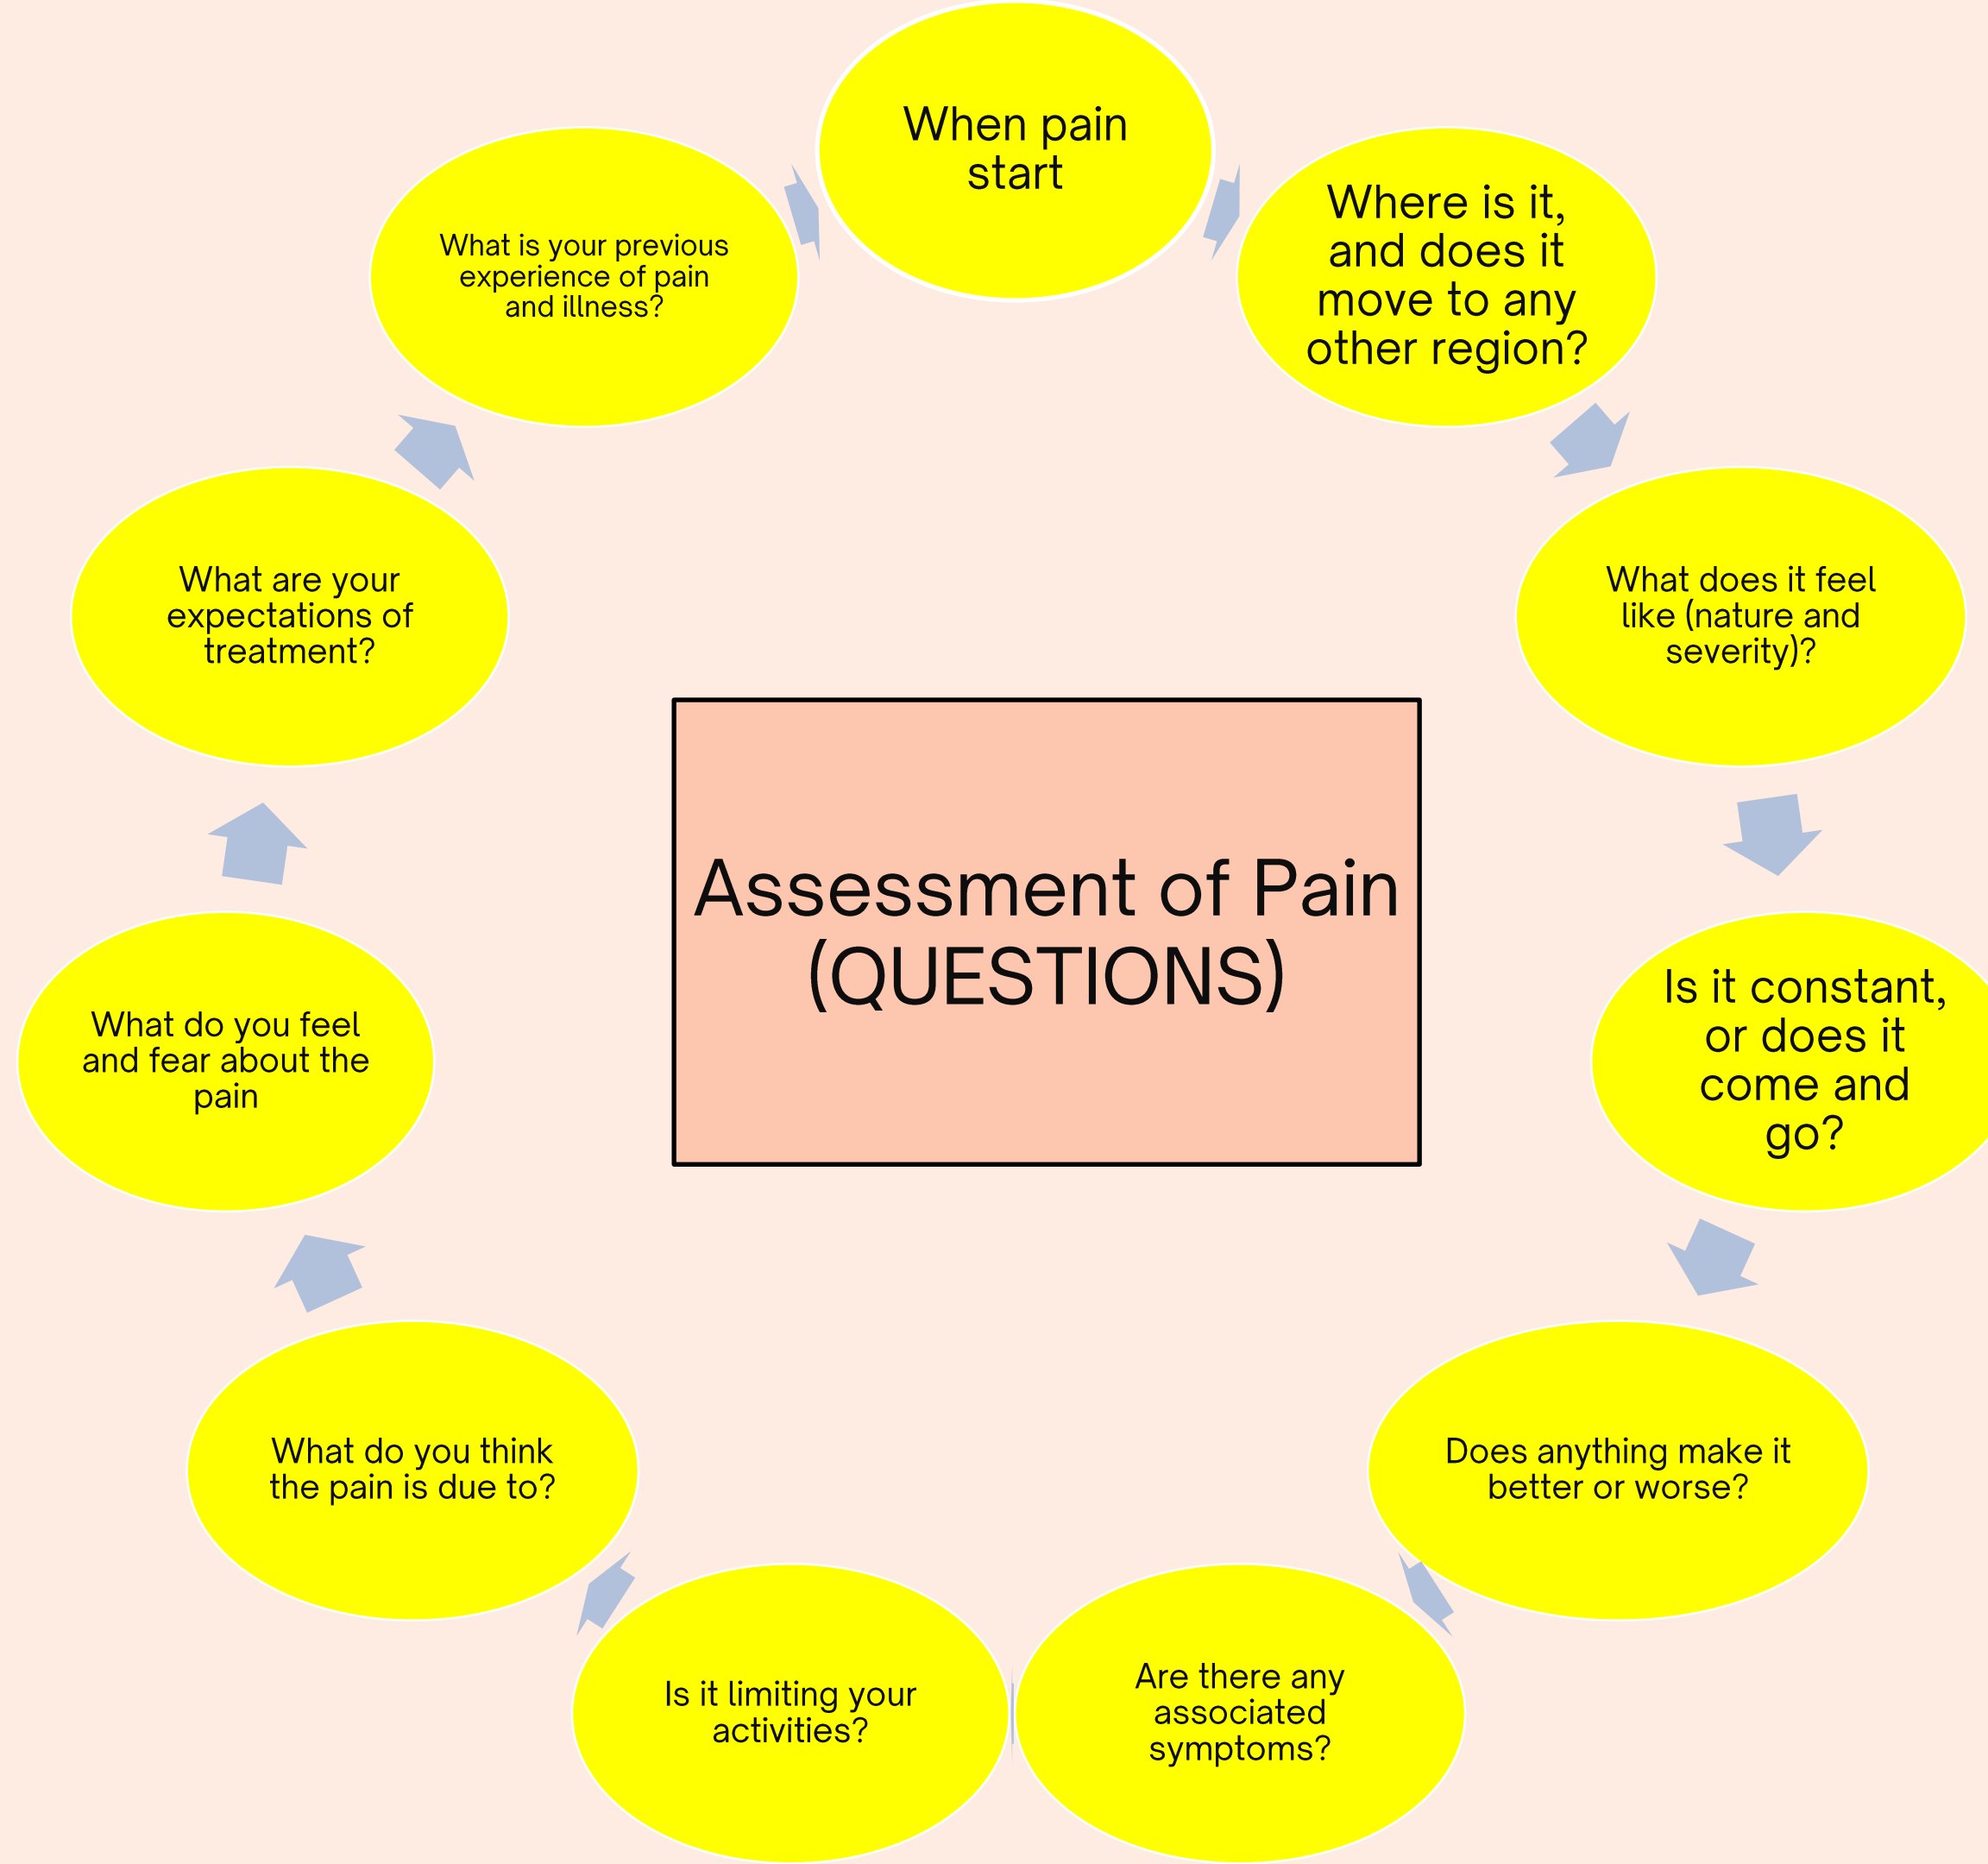 When pain
start
Where is it,
and does it
move to any
other region?
What does it feel
like (nature and
severity)?
Is it constant,
or does it
come and
go?
Does anything make it
better or worse?
Are there any
associated
symptoms?
Is it limiting your
activities?
What do you think
the pain is due to?
What do you feel
and fear about the
pain
What are your
expectations of
treatment?
What is your previous
experience of pain
and illness?
Assessment of Pain
(QUESTIONS)